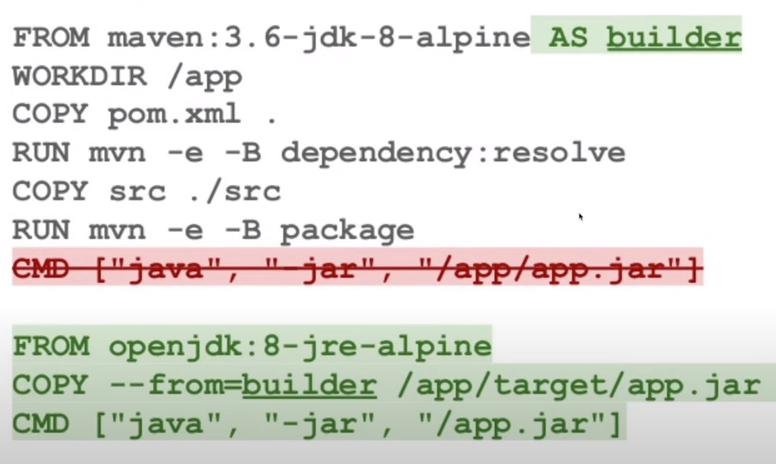 FROM maven:3.6-jdk-8-alpine AS builder
WORKDIR /app
COPY pom.xml .
RUN mvn -e -B dependency:resolve
COPY src ./src
RUN mvn -e -B package
CMD ["java", "-jar", "/app/app.jar"]
FROM openjdk:8-jre-alpine
COPY --from=builder /app/target/app.jar
CMD ["java", "-jar", "/app.jar"]